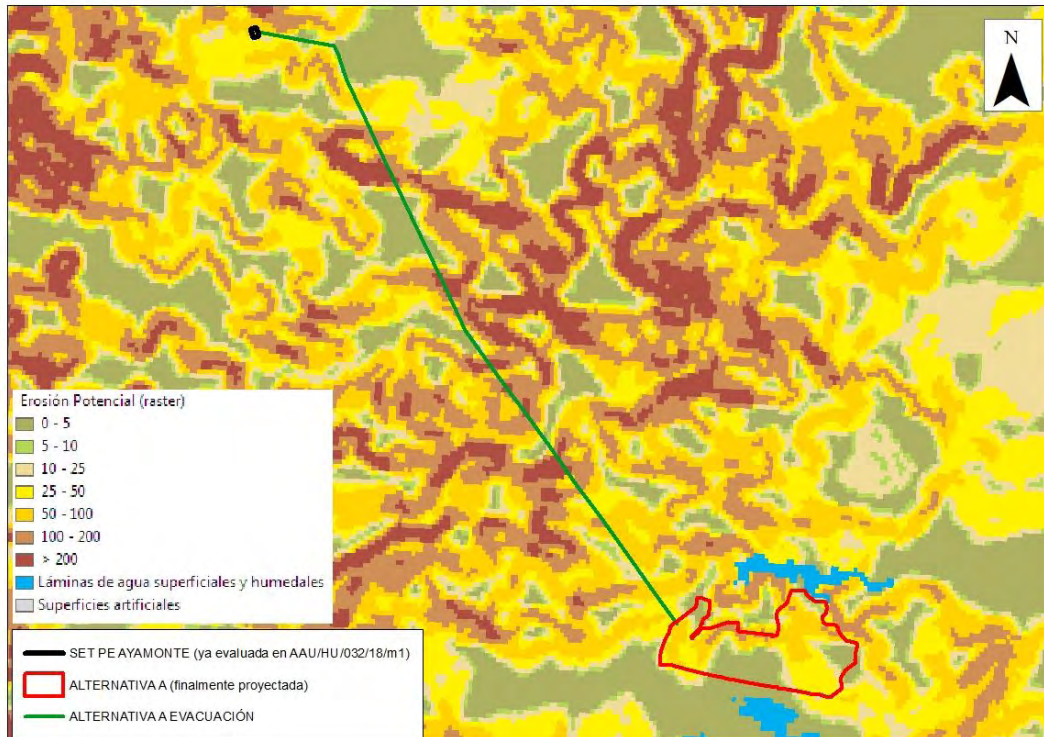 N
Erosión Potencial (raster)
0 - 5
5 - 10
10 - 25
25 - 50
50 - 100
100 - 200
> 200
Láminas de agua superficiales y humedales
Superficies artificiales
SET PE AYAMONTE (ya evaluada en AAU/HU/032/18/m1)
ALTERNATIVA A (finalmente proyectada)
ALTERNATIVA A EVACUACIÓN